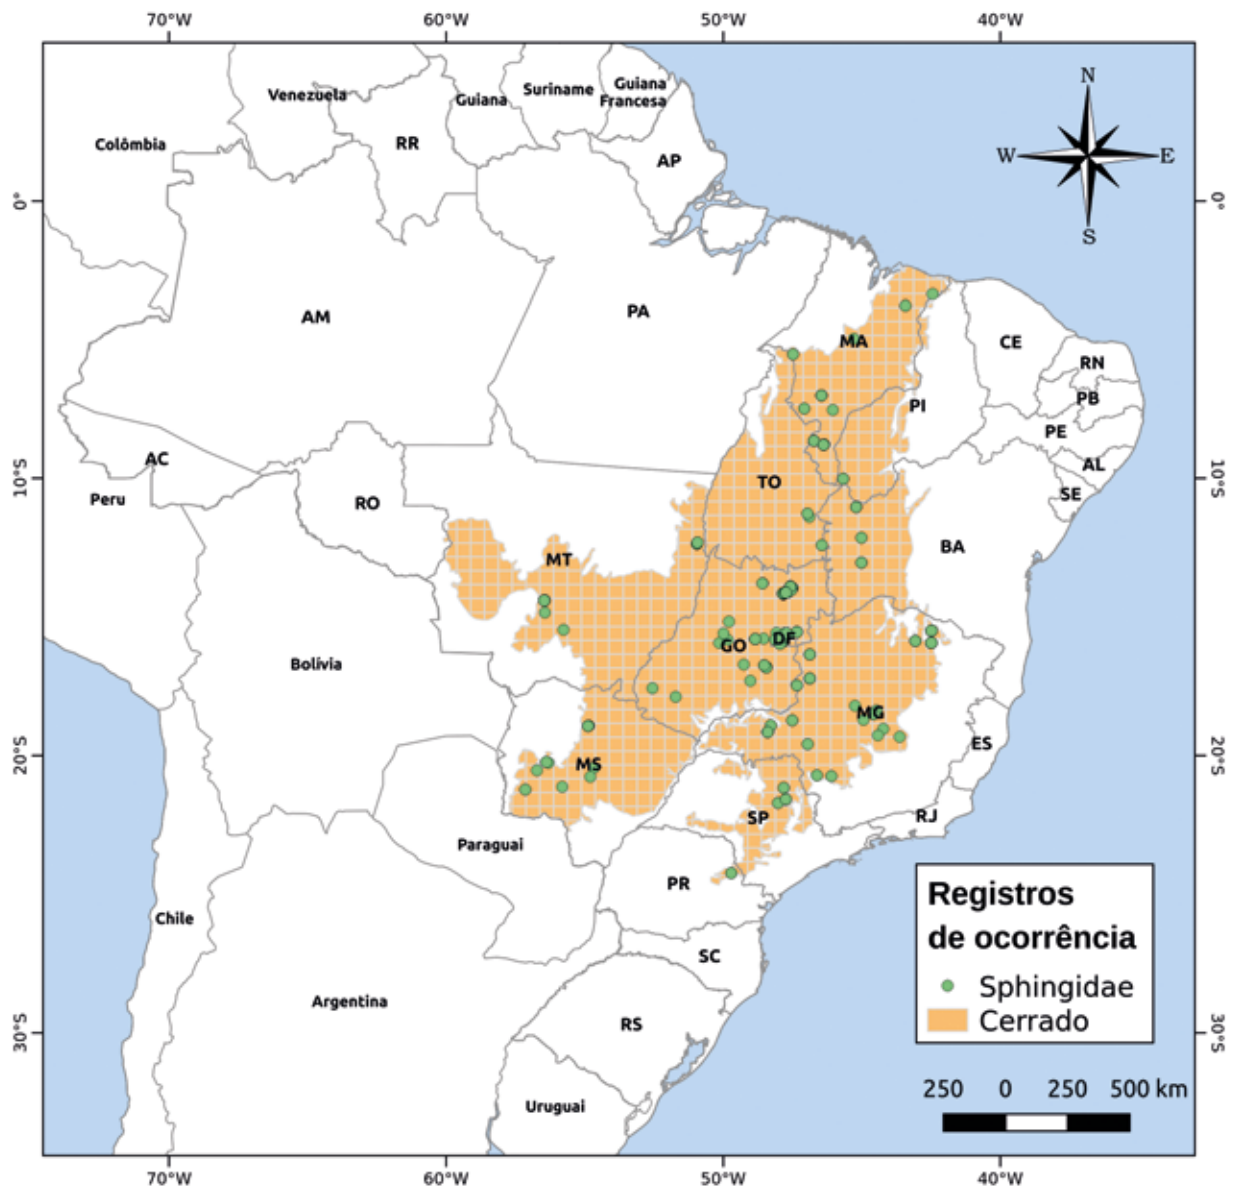 70°W 60°W 50°W 40°W
Venezuela
Guiana
Suriname
Guiana
Francesa
Colômbia
RR
AP
N
W E
S
0° 0°
AM
PA
MA
CE
RN
PB
PI
PE
AL
SE
AC
Peru
10°S 10°S
RO
TO
BA
MT
Bolívia
GO
DF
MG
ES
20°S 20°S
MS
SP
RJ
Paraguai
PR
Chile
SC
Argentina
RS
30°S 30°S
Uruguai
Registros
de ocorrência
Sphingidae
Cerrado
250 0 250 500 km
70°W 60°W 50°W 40°W